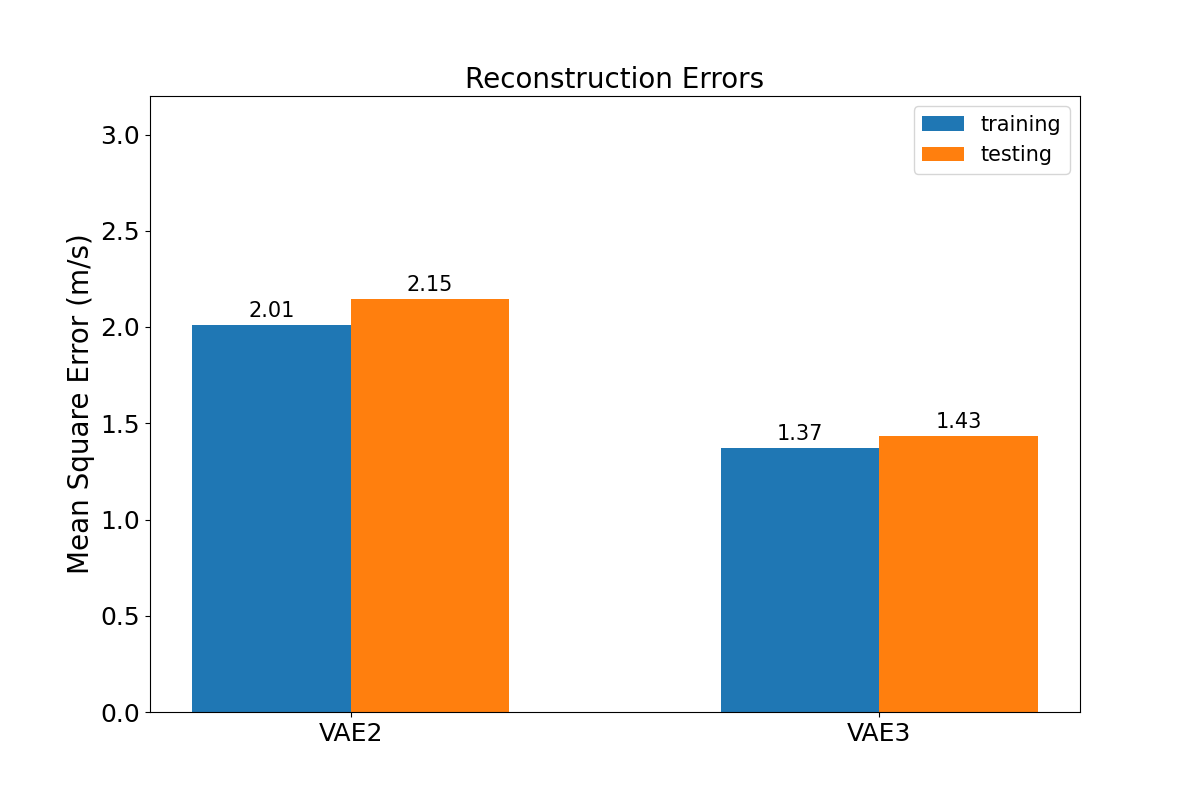 Reconstruction Errors
Mean Square Error (m/s)
3.0
2.5
2.0
1.5
1.0
0.5
0.0
training
testing
2.01
2.15
1.37
1.43
VAE2
VAE3